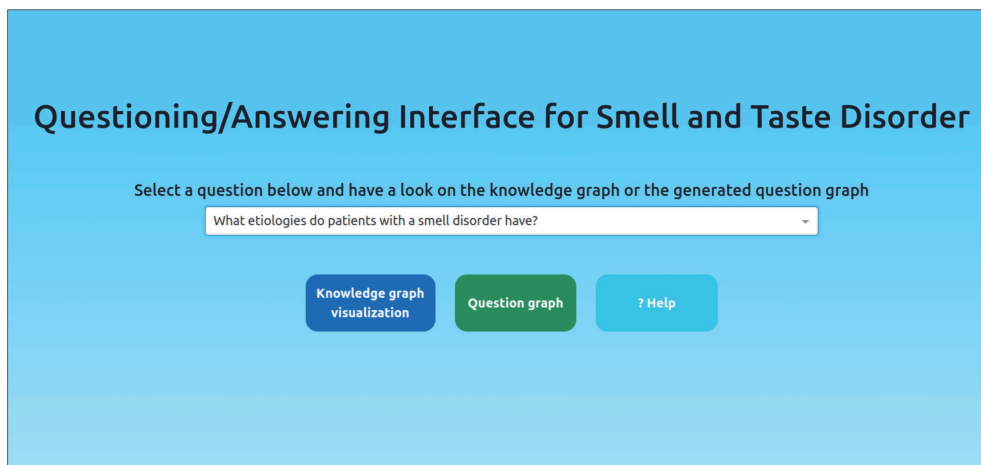 Questioning/Answering Interface for Smell and Taste Disorder
Select a question below and have a look on the knowledge graph or the generated question graph
What etiologies do patients with a smell disorder have?
Knowledge graph
visualization
Question graph
? Help